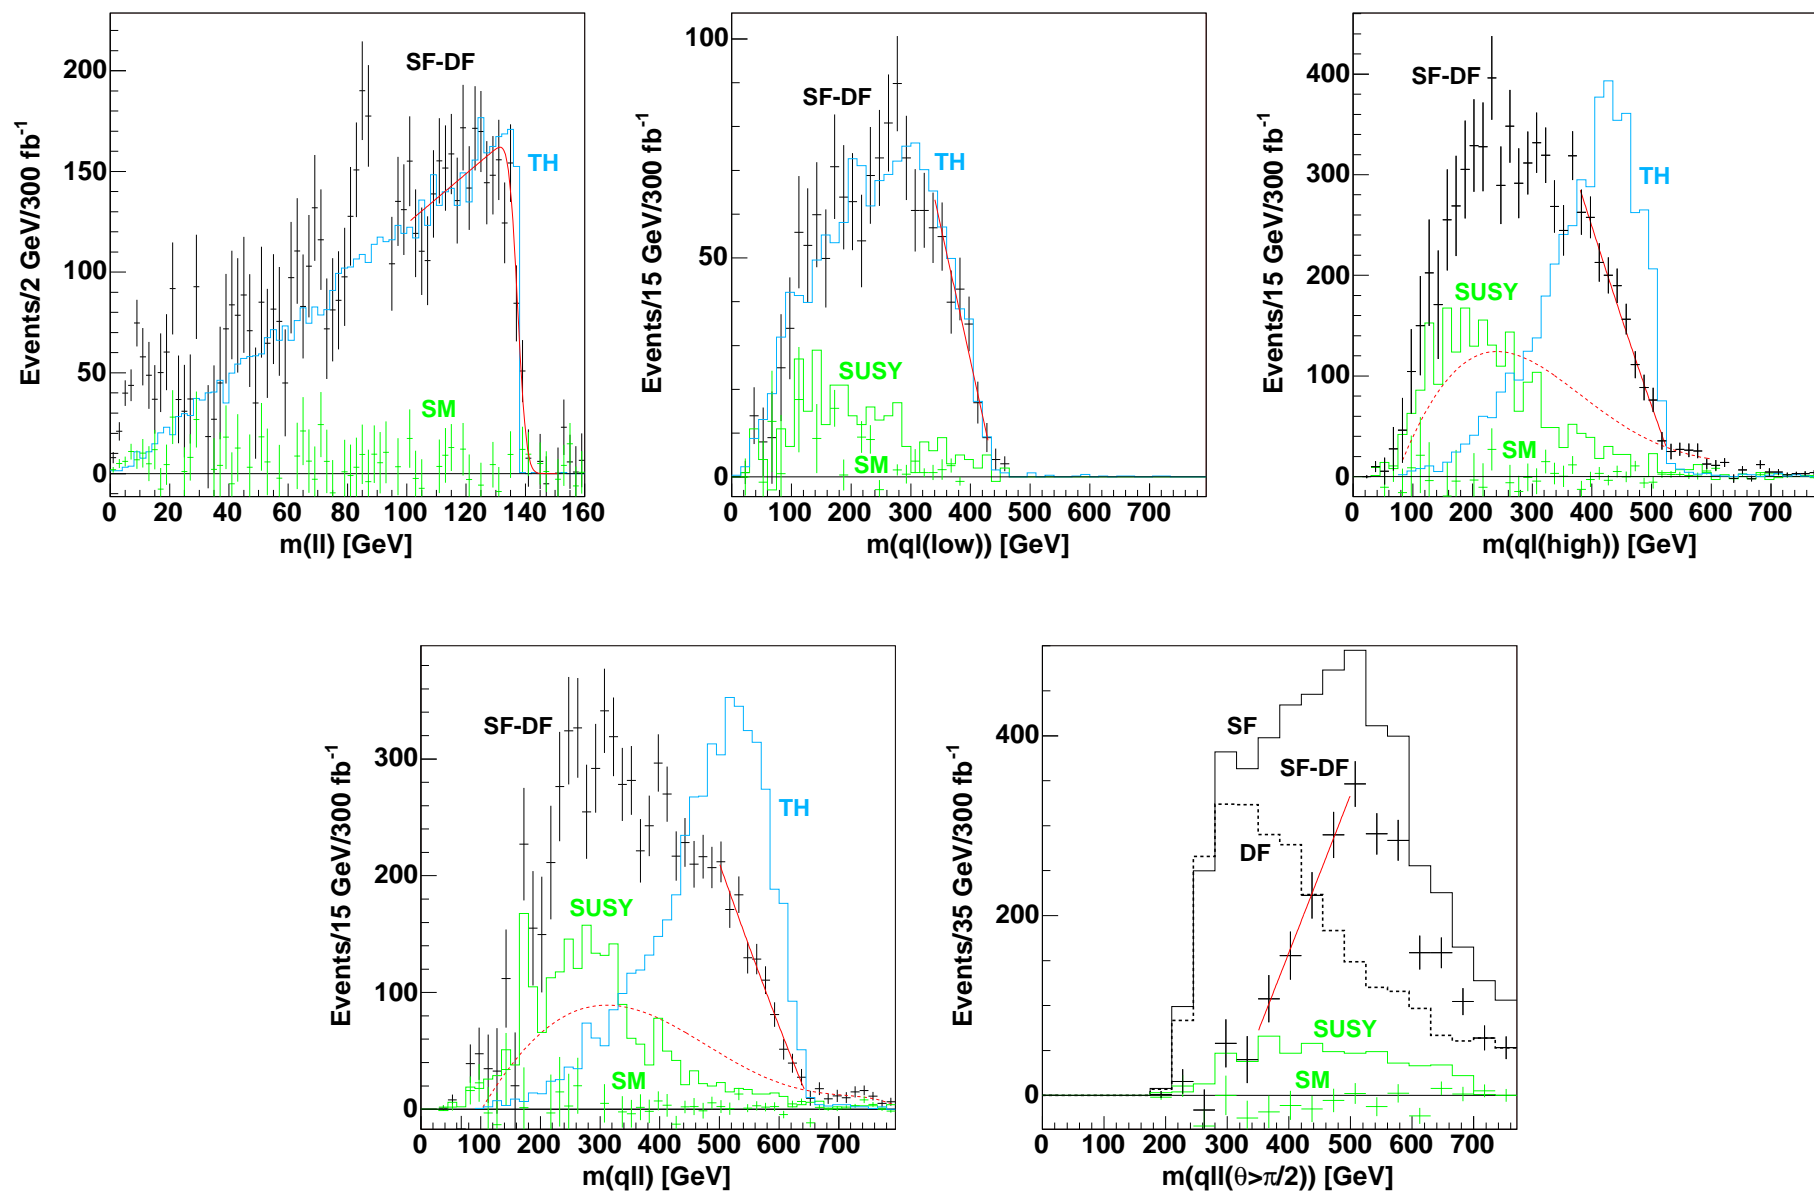 Events/2 GeV/300 fb⁻¹
200
150
100
50
0
SF-DF
TH
SM
0 20 40 60 80 100 120 140 160
m(ll) [GeV]
Events/15 GeV/300 fb⁻¹
100
50
0
SF-DF
TH
SUSY
SM
0 100 200 300 400 500 600 700
m(ql(low)) [GeV]
Events/15 GeV/300 fb⁻¹
400
300
200
100
0
SF-DF
TH
SUSY
SM
0 100 200 300 400 500 600 700
m(ql(high)) [GeV]
Events/15 GeV/300 fb⁻¹
300
200
100
0
SF-DF
TH
SUSY
SM
0 100 200 300 400 500 600 700
m(qll) [GeV]
Events/35 GeV/300 fb⁻¹
400
200
0
SF
SF-DF
DF
SUSY
SM
0 100 200 300 400 500 600 700
m(qll(θ>π/2)) [GeV]